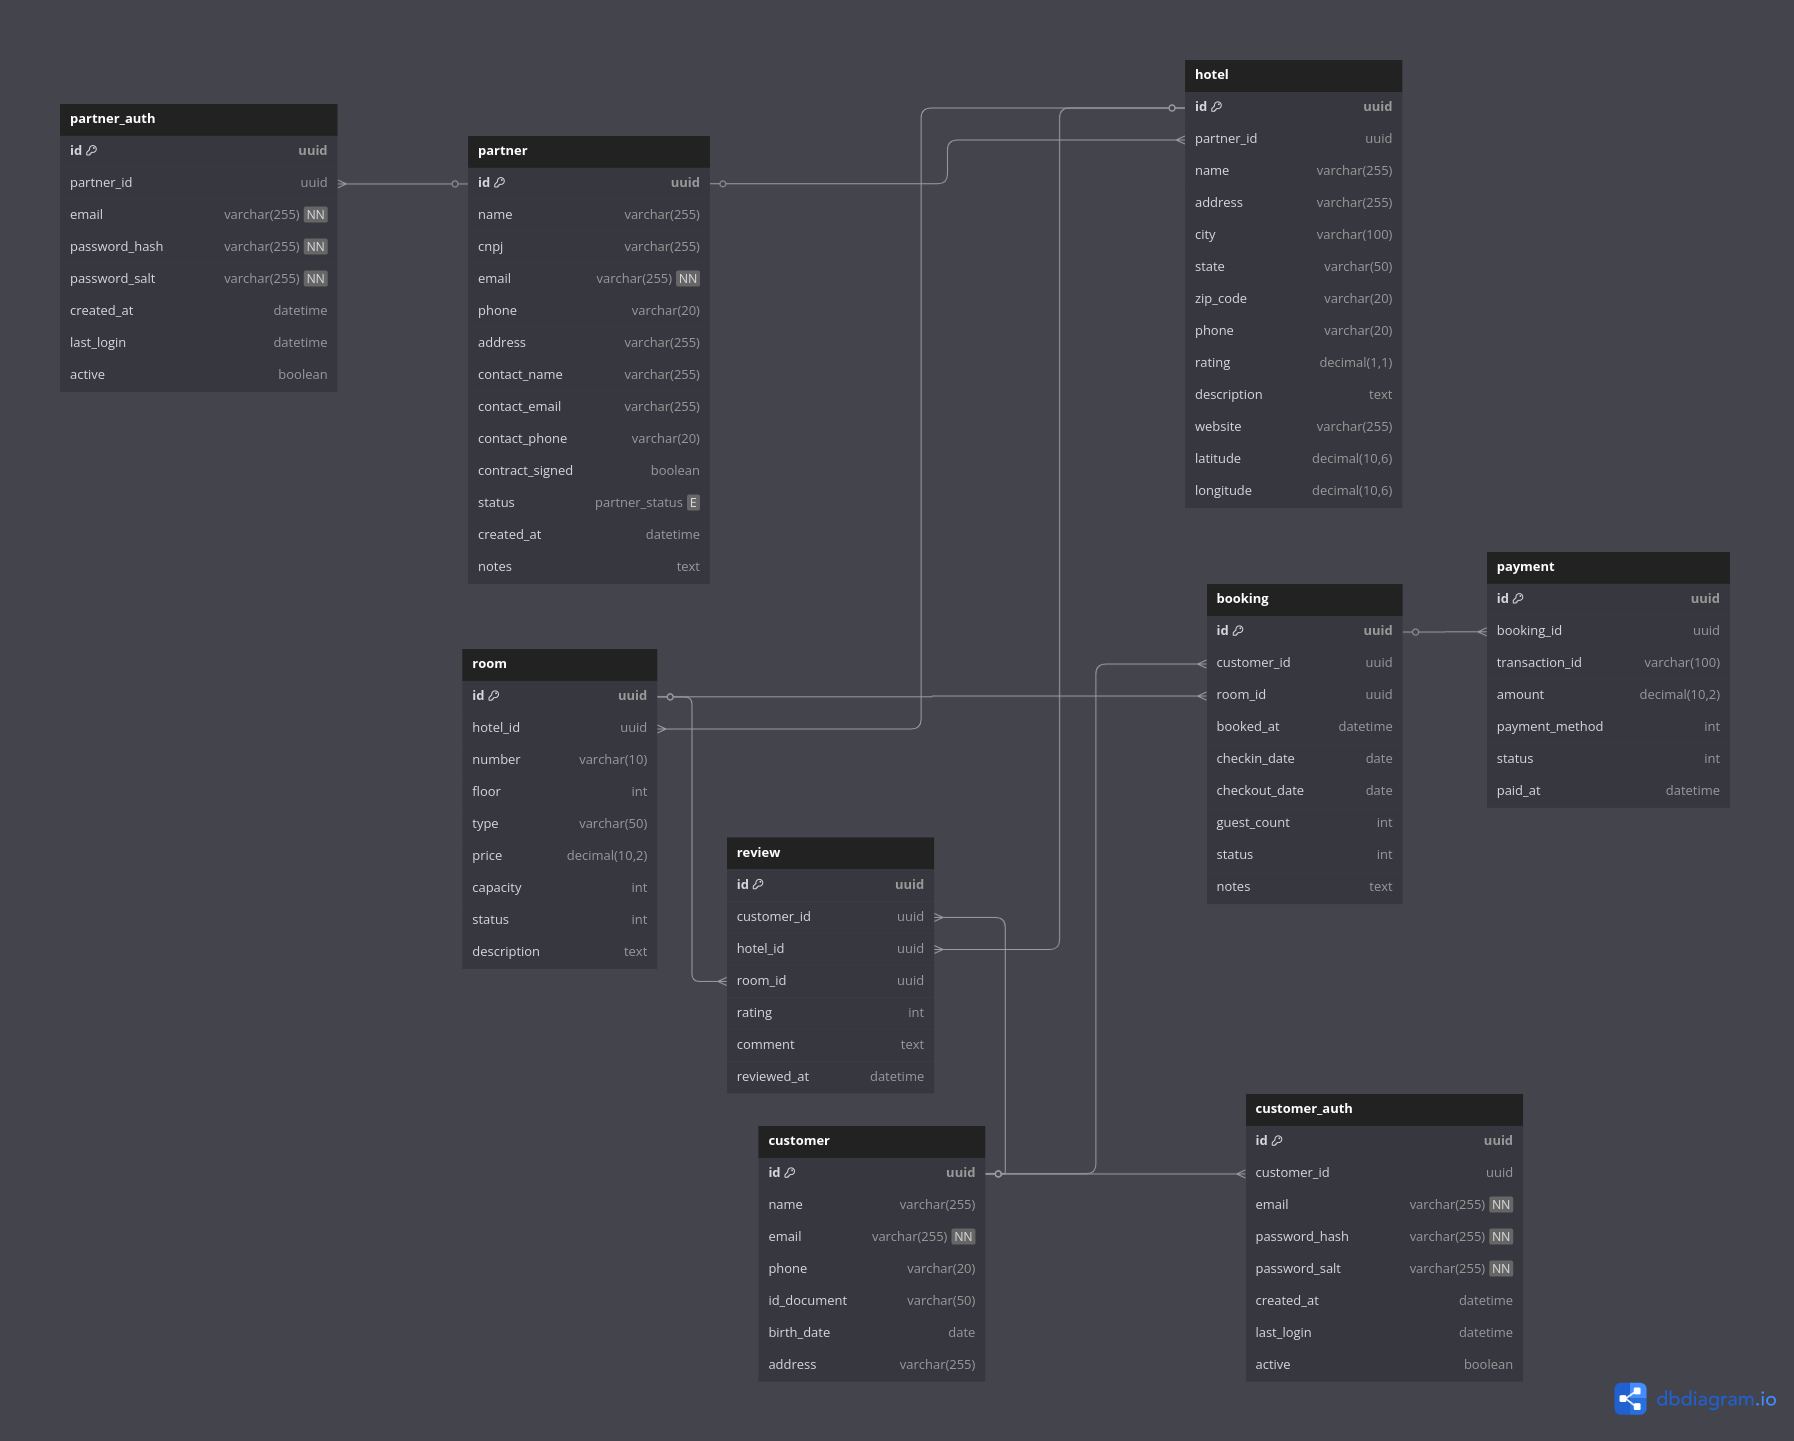 partner_auth
id uuid
partner_id uuid
email varchar(255) NN
password_hash varchar(255) NN
password_salt varchar(255) NN
created_at datetime
last_login datetime
active boolean
partner
id uuid
name varchar(255)
cnpj varchar(255)
email varchar(255) NN
phone varchar(20)
address varchar(255)
contact_name varchar(255)
contact_email varchar(255)
contact_phone varchar(20)
contract_signed boolean
status partner_status E
created_at datetime
notes text
hotel
id uuid
partner_id uuid
name varchar(255)
address varchar(255)
city varchar(100)
state varchar(50)
zip_code varchar(20)
phone varchar(20)
rating decimal(1,1)
description text
website varchar(255)
latitude decimal(10,6)
longitude decimal(10,6)
payment
id uuid
booking_id uuid
transaction_id varchar(100)
amount decimal(10,2)
payment_method int
status int
paid_at datetime
booking
id uuid
customer_id uuid
room_id uuid
booked_at datetime
checkin_date date
checkout_date date
guest_count int
status int
notes text
room
id uuid
hotel_id uuid
number varchar(10)
floor int
type varchar(50)
price decimal(10,2)
capacity int
status int
description text
review
id uuid
customer_id uuid
hotel_id uuid
room_id uuid
rating int
comment text
reviewed_at datetime
customer
id uuid
name varchar(255)
email varchar(255) NN
phone varchar(20)
id_document varchar(50)
birth_date date
address varchar(255)
customer_auth
id uuid
customer_id uuid
email varchar(255) NN
password_hash varchar(255) NN
password_salt varchar(255) NN
created_at datetime
last_login datetime
active boolean
dbdiagram.io